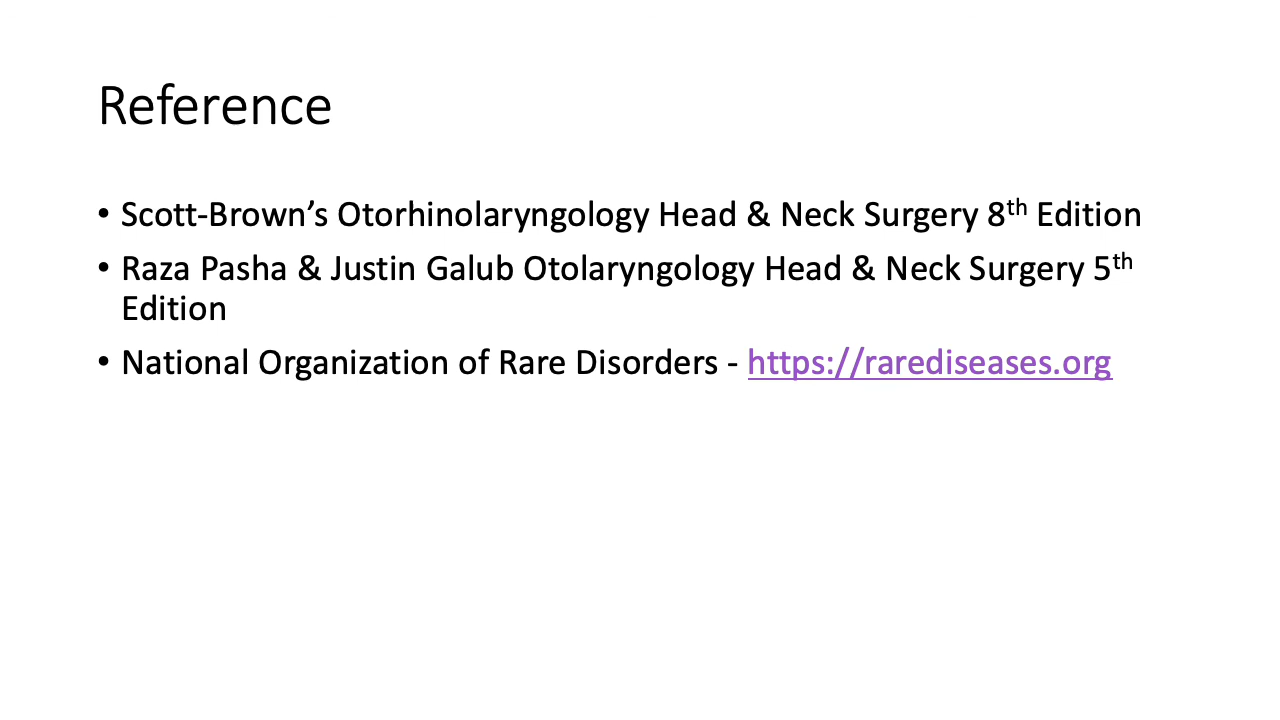 Reference
• Scott-Brown’s Otorhinolaryngology Head & Neck Surgery 8th Edition
• Raza Pasha & Justin Galub Otolaryngology Head & Neck Surgery 5th
Edition
• National Organization of Rare Disorders - https://rarediseases.org